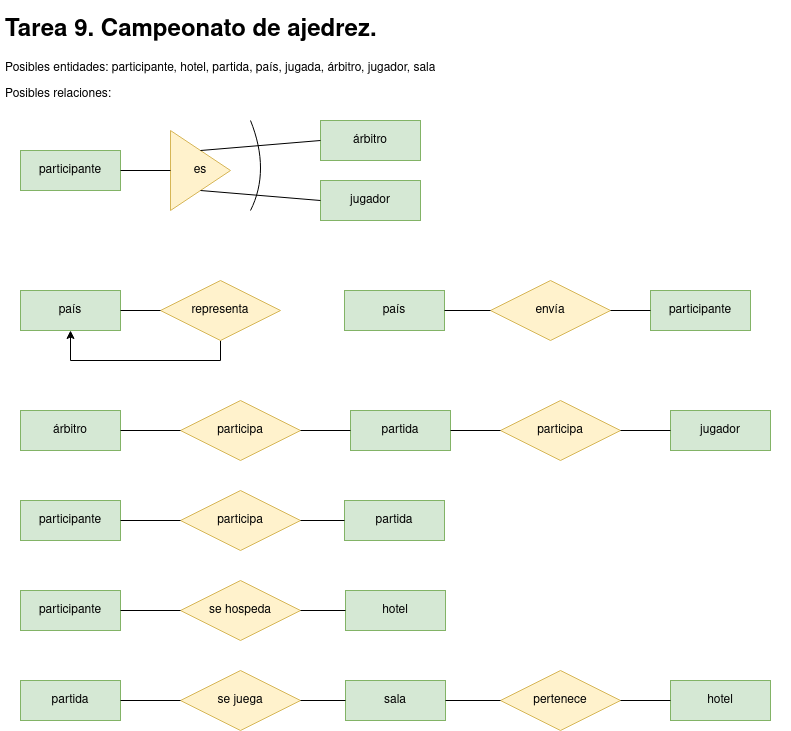 Tarea 9. Campeonato de ajedrez.
Posibles entidades: participante, hotel, partida, país, jugada, árbitro, jugador, sala
Posibles relaciones:
árbitro
participante
es
jugador
país
representa
país
envía
participante
árbitro
participa
partida
participa
jugador
participante
participa
partida
participante
se hospeda
hotel
partida
se juega
sala
pertenece
hotel